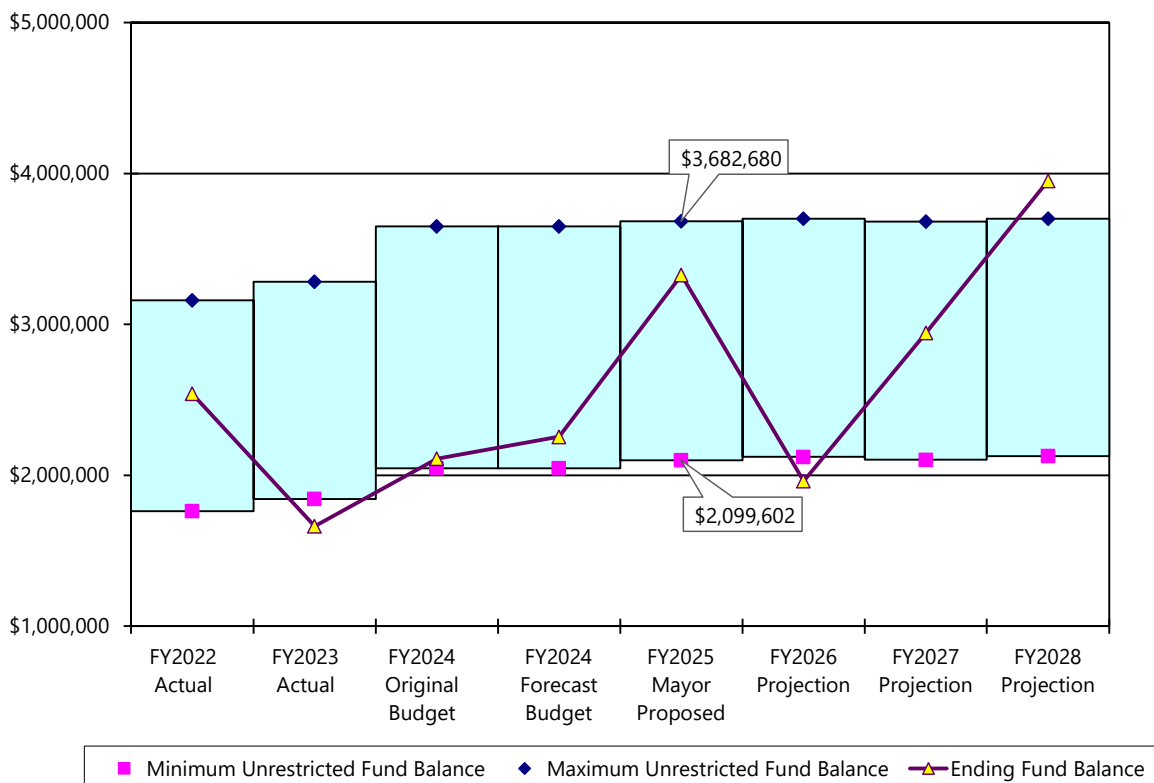 $5,000,000
$4,000,000
$3,000,000
$2,000,000
$1,000,000
$3,682,680
$2,099,602
FY2022
Actual
FY2023
Actual
FY2024
Original
Budget
FY2024
Forecast
Budget
FY2025
Mayor
Proposed
FY2026
Projection
FY2027
Projection
FY2028
Projection
Minimum Unrestricted Fund Balance
Maximum Unrestricted Fund Balance
Ending Fund Balance